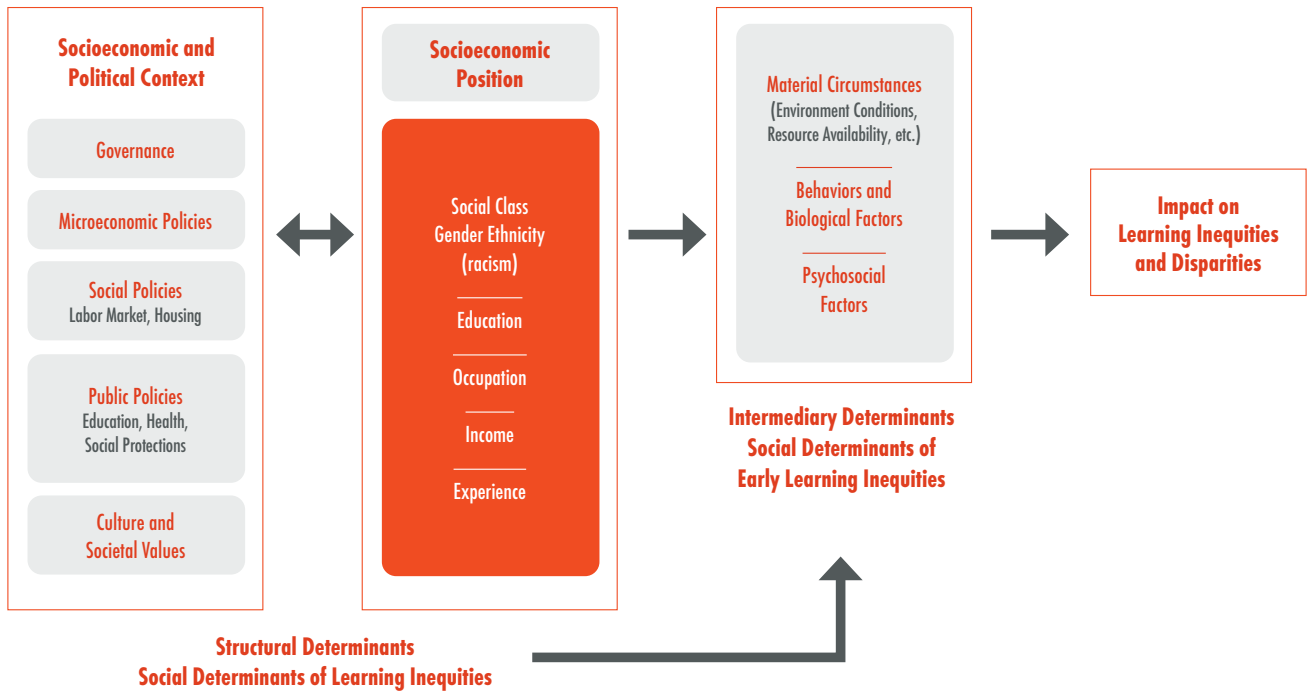 Socioeconomic and
Political Context
Governance
Microeconomic Policies
Social Policies
Labor Market, Housing
Public Policies
Education, Health,
Social Protections
Culture and
Societal Values
Socioeconomic
Position
Social Class
Gender Ethnicity
(racism)
Education
Occupation
Income
Experience
Material Circumstances
(Environment Conditions,
Resource Availability, etc.)
Behaviors and
Biological Factors
Psychosocial
Factors
Intermediary Determinants
Social Determinants of
Early Learning Inequities
Impact on
Learning Inequities
and Disparities
Structural Determinants
Social Determinants of Learning Inequities